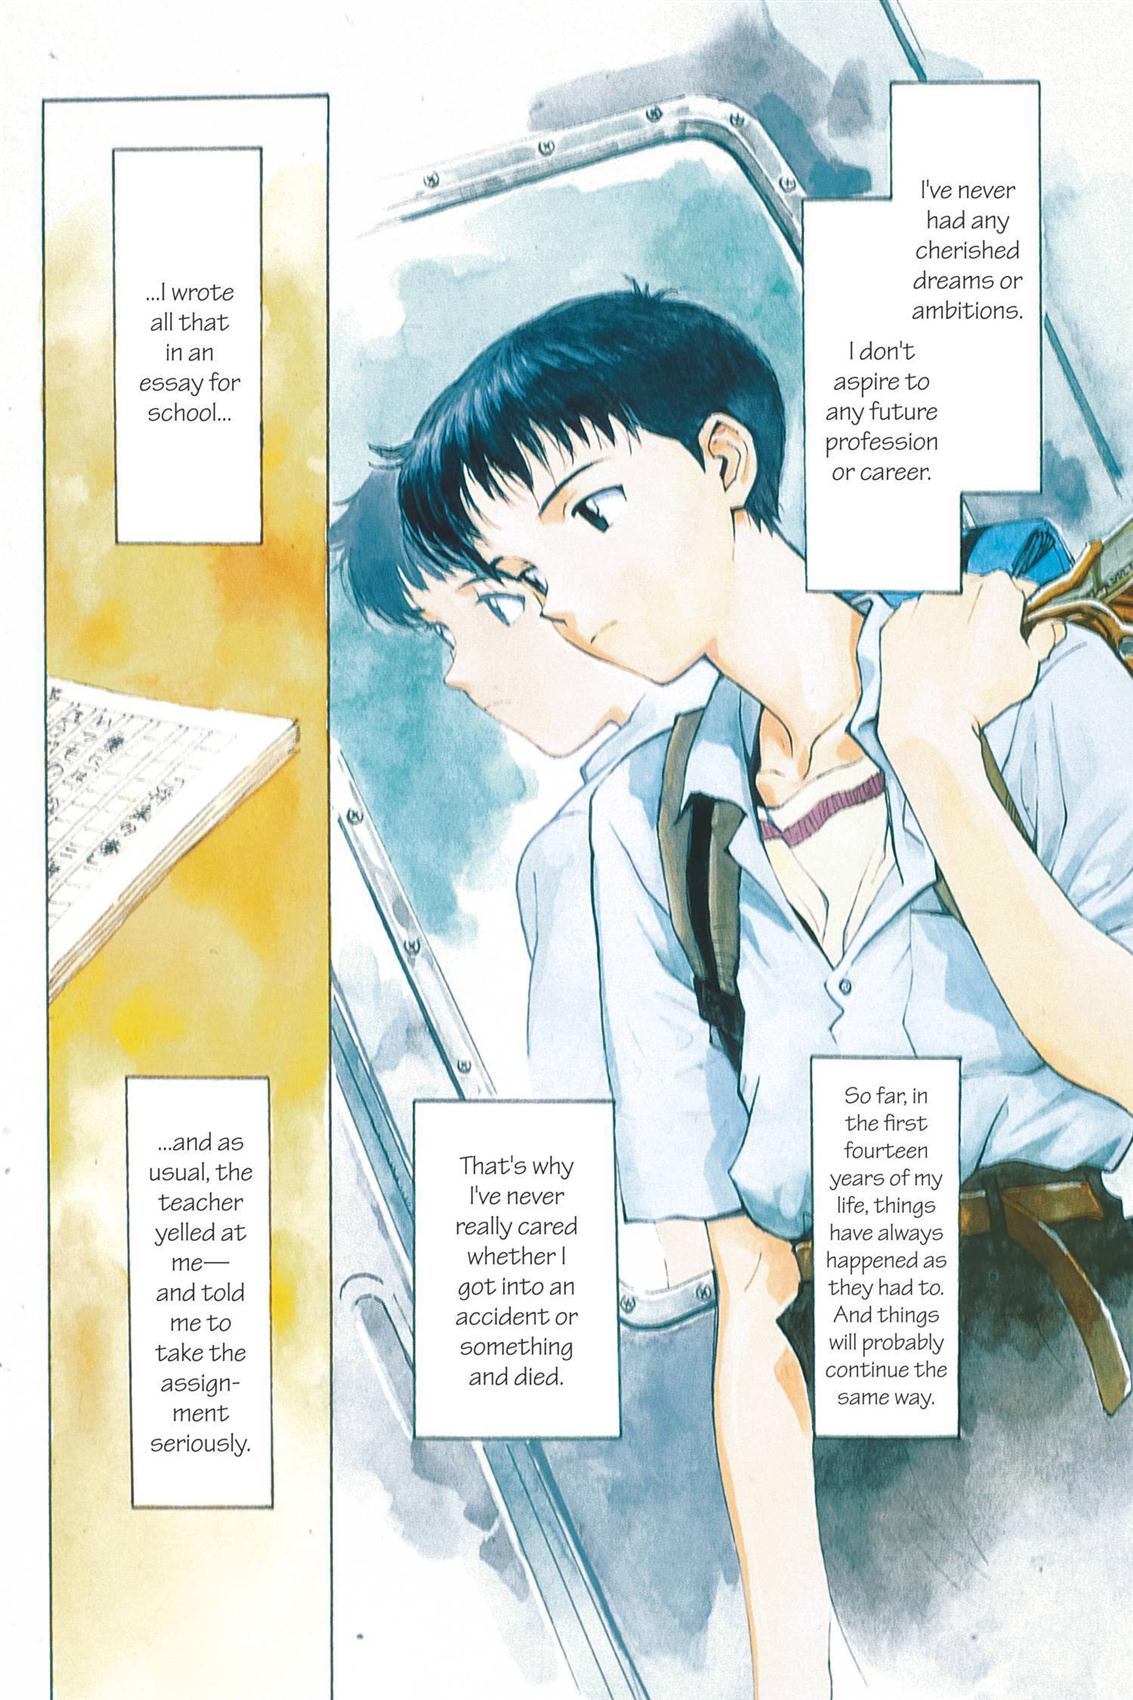 I've never
had any
cherished
dreams or
ambitions.
I don't
aspire to
any future
profession
or career.
So far, in
the first
fourteen
years of my
life, things
have always
happened as
they had to.
And things
will probably
continue the
same way.
That's why
I've never
really cared
whether I
got into an
accident or
something
and died.
...I wrote
all that
in an
essay for
school...
...and as
usual, the
teacher
yelled at
me—
and told
me to
take the
assign-
ment
seriously.